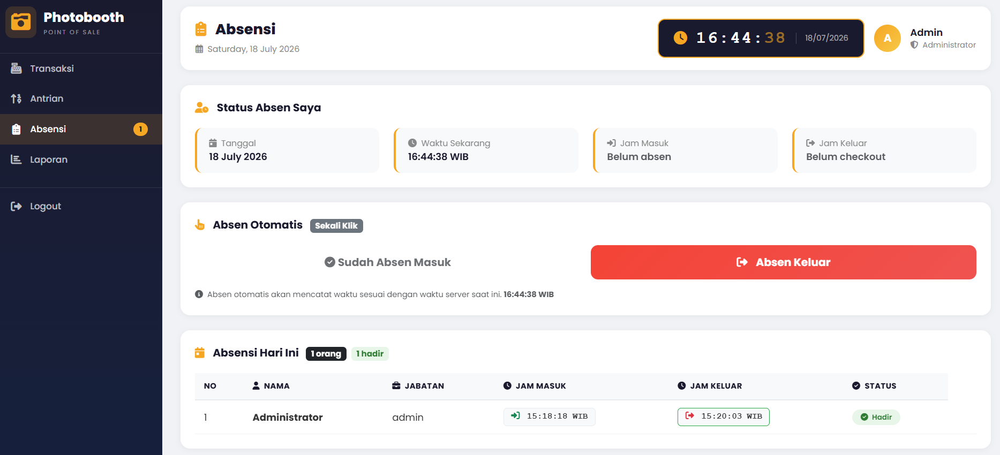 Photobooth
POINT OF SALE
Transaksi
Antrian
Absensi 1
Laporan
Logout
Absensi
Saturday, 18 July 2026
16:44:38 18/07/2026
A
Admin
Administrator
Status Absen Saya
Tanggal
18 July 2026
Waktu Sekarang
16:44:38 WIB
Jam Masuk
Belum absen
Jam Keluar
Belum checkout
Absen Otomatis Sekali Klik
Sudah Absen Masuk
Absen Keluar
Absen otomatis akan mencatat waktu sesuai dengan waktu server saat ini. 16:44:38 WIB
Absensi Hari Ini 1 orang 1 hadir
NO NAMA JABATAN JAM MASUK JAM KELUAR STATUS
1 Administrator admin 15:18:18 WIB 15:20:03 WIB Hadir